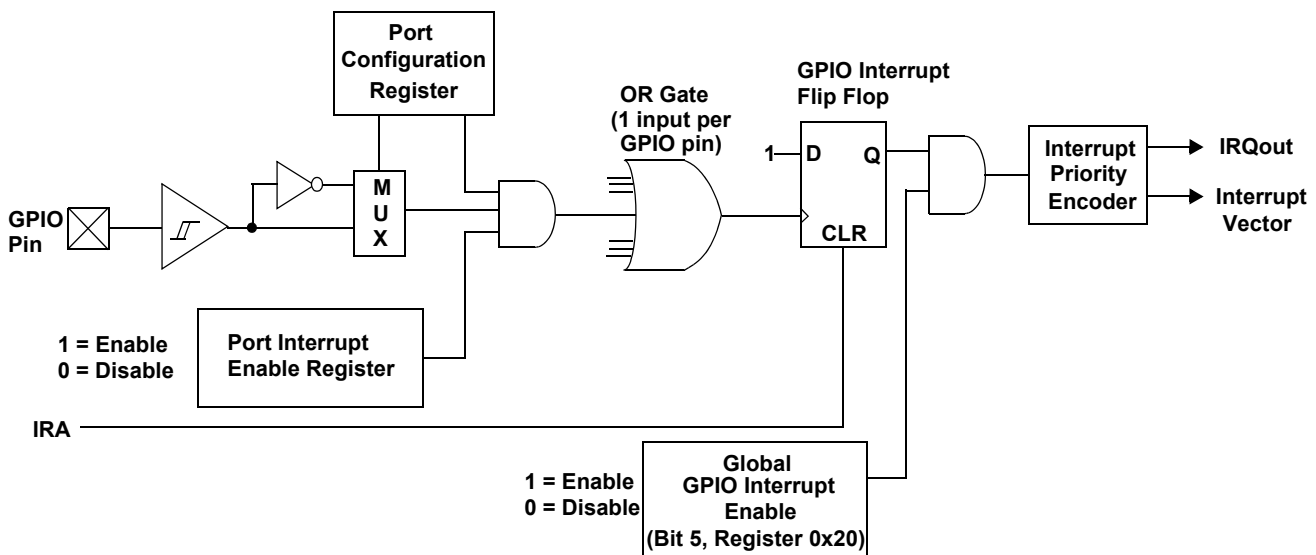 Port
Configuration
Register
OR Gate
(1 input per
GPIO pin)
GPIO Interrupt
Flip Flop
GPIO
Pin
M
U
X
1
D
Q
CLR
Interrupt
Priority
Encoder
IRQout
Interrupt
Vector
1 = Enable
0 = Disable
Port Interrupt
Enable Register
IRA
1 = Enable
0 = Disable
Global
GPIO Interrupt
Enable
(Bit 5, Register 0x20)